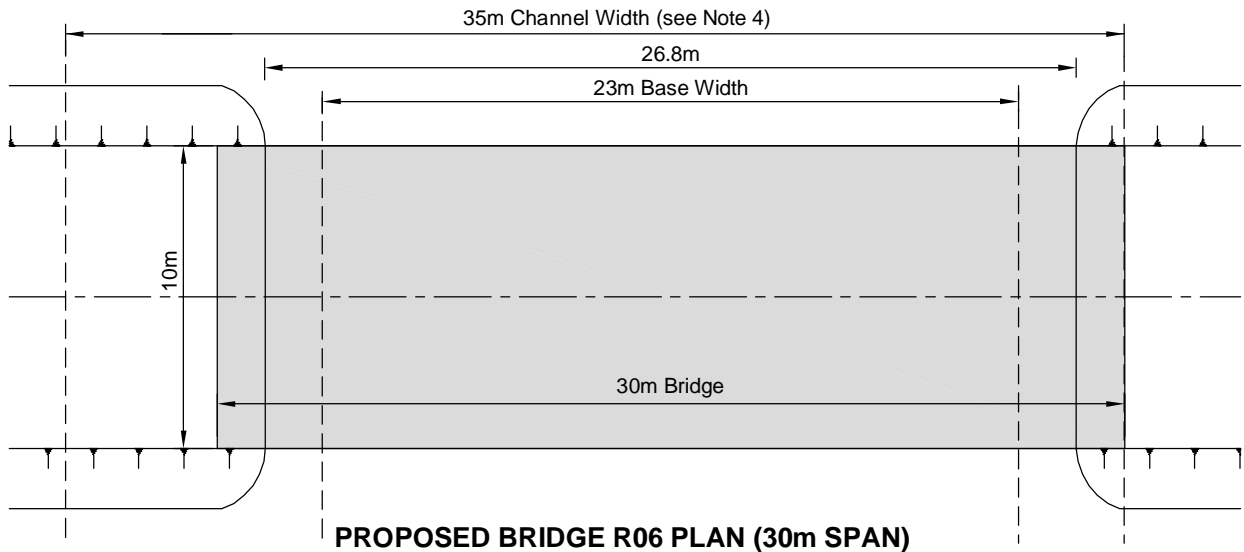 35m Channel Width (see Note 4)
26.8m
23m Base Width
10m
30m Bridge
PROPOSED BRIDGE R06 PLAN (30m SPAN)